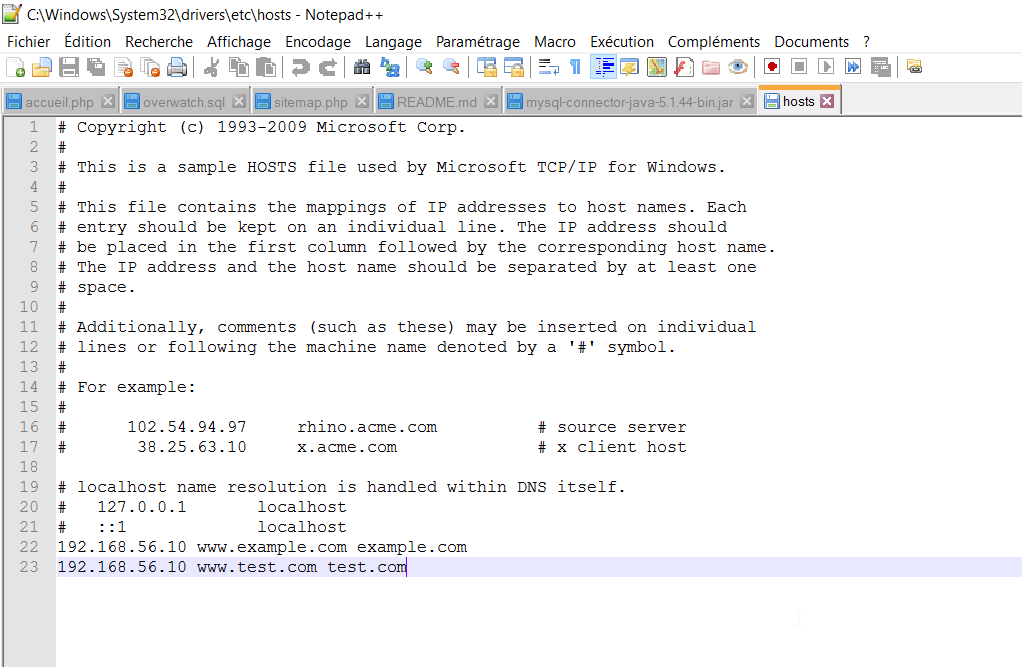 C:\Windows\System32\drivers\etc\hosts - Notepad++
Fichier Édition Recherche Affichage Encodage Langage Paramétrage Macro Exécution Compléments Documents ?
accueil.php overwatch.sql sitemap.php README.md mysql-connector-java-5.1.44-bin.jar hosts
1 # Copyright (c) 1993-2009 Microsoft Corp.
2 #
3 # This is a sample HOSTS file used by Microsoft TCP/IP for Windows.
4 #
5 # This file contains the mappings of IP addresses to host names. Each
6 # entry should be kept on an individual line. The IP address should
7 # be placed in the first column followed by the corresponding host name.
8 # The IP address and the host name should be separated by at least one
9 # space.
10 #
11 # Additionally, comments (such as these) may be inserted on individual
12 # lines or following the machine name denoted by a '#' symbol.
13 #
14 # For example:
15 #
16 #      102.54.94.97     rhino.acme.com          # source server
17 #       38.25.63.10     x.acme.com              # x client host
18
19 # localhost name resolution is handled within DNS itself.
20 #   127.0.0.1       localhost
21 #   ::1             localhost
22 192.168.56.10 www.example.com example.com
23 192.168.56.10 www.test.com test.com